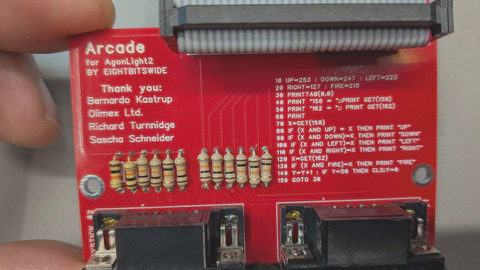 Arcade
for AgonLight2
BY EIGHTBITSWIDE
Thank you:
Bernardo Kastrup
Olimex Ltd.
Richard Turnnidge
Sascha Schneider
10 UP=253 : DOWN=247 : LEFT=223
20 RIGHT=127 : FIRE=215
30 PRINTTAB(0,0)
40 PRINT "158 = ";PRINT GET(158)
50 PRINT "162 = "; PRINT GET(162)
60 PRINT
70 X=GET(158)
80 IF (X AND UP) = X THEN PRINT "UP"
90 IF (X AND DOWN)=X THEN PRINT "DOWN"
100 IF (X AND LEFT)=X THEN PRINT "LEFT"
110 IF (X AND RIGHT)=X THEN PRINT "RIGHT"
120 X=GET(162)
130 IF (X AND FIRE)=X THEN PRINT "FIRE"
140 Y=Y+1 : IF Y=50 THEN CLS:Y=0
150 GOTO 30